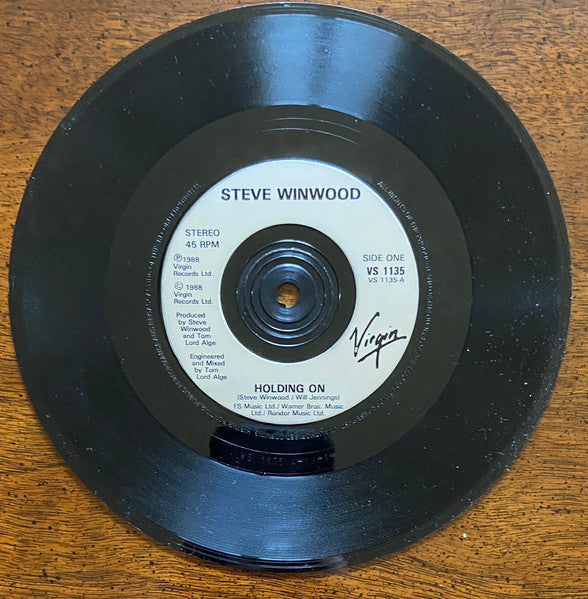 STEVE WINWOOD
STEREO
45 RPM
Ⓟ1988
Virgin
Records Ltd.
© 1988
Virgin
Records Ltd.
Produced
by Steve
Winwood
and Tom
Lord Alge
Engineered
and Mixed
by Tom
Lord Alge
SIDE ONE
VS 1135
VS 1135-A
Virgin
HOLDING ON
(Steve Winwood / Will Jennings)
FS Music Ltd./ Warner Bros. Music
Ltd./ Rondor Music Ltd.